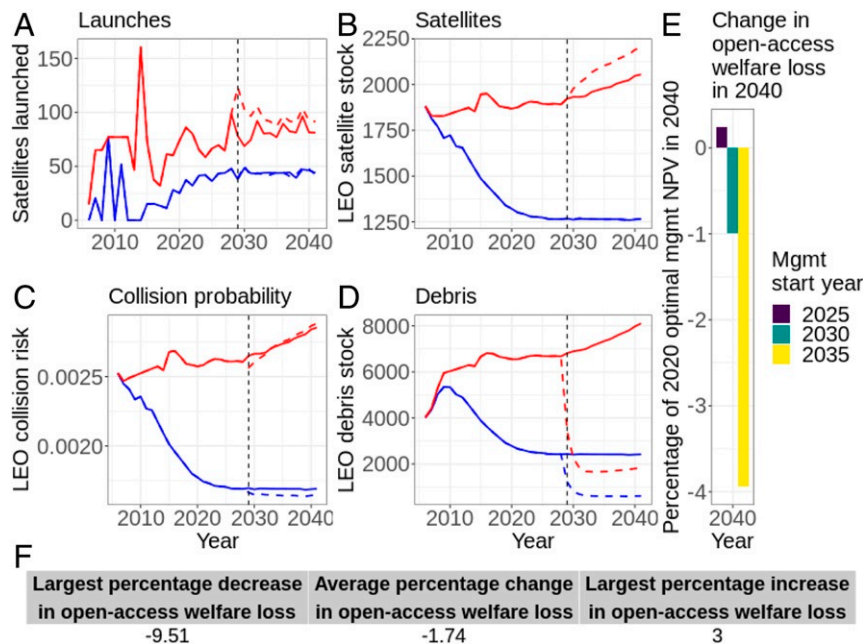 A
Launches
Satellites launched
150
100
50
0
2010
2020
2030
2040
B
Satellites
LEO satellite stock
2250
2000
1750
1500
1250
2010
2020
2030
2040
C
Collision probability
LEO collision risk
0.0025
0.0020
2010
2020
2030
2040
Year
D
Debris
LEO debris stock
8000
6000
4000
2000
2010
2020
2030
2040
Year
E
Change in
open-access
welfare loss
in 2040
Percentage of 2020 optimal mgmt NPV in 2040
0
-1
-2
-3
-4
2040
Year
Mgmt
start year
2025
2030
2035
F
Largest percentage decrease
in open-access welfare loss
Average percentage change
in open-access welfare loss
Largest percentage increase
in open-access welfare loss
-9.51
-1.74
3